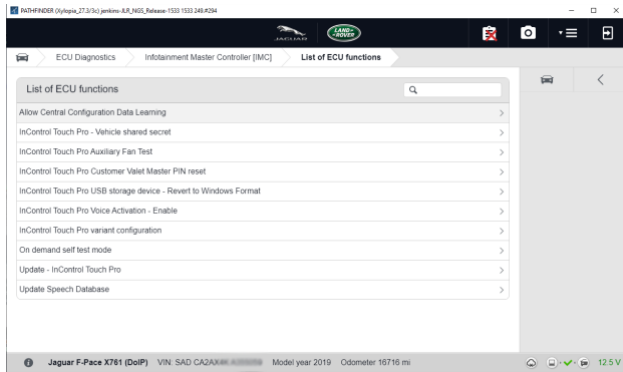 PATHFINDER (Xylopia_27.3/3c) jenkins-JLR_NGS_Release-1533 1533 249.#294
JAGUAR
LAND-ROVER
ECU Diagnostics Infotainment Master Controller [IMC] List of ECU functions
List of ECU functions
Allow Central Configuration Data Learning
InControl Touch Pro - Vehicle shared secret
InControl Touch Pro Auxiliary Fan Test
InControl Touch Pro Customer Valet Master PIN reset
InControl Touch Pro USB storage device - Revert to Windows Format
InControl Touch Pro Voice Activation - Enable
InControl Touch Pro variant configuration
On demand self test mode
Update - InControl Touch Pro
Update Speech Database
Jaguar F-Pace X761 (DoIP) VIN: SAD CA2AX Model year 2019 Odometer 16716 mi 12.5 V